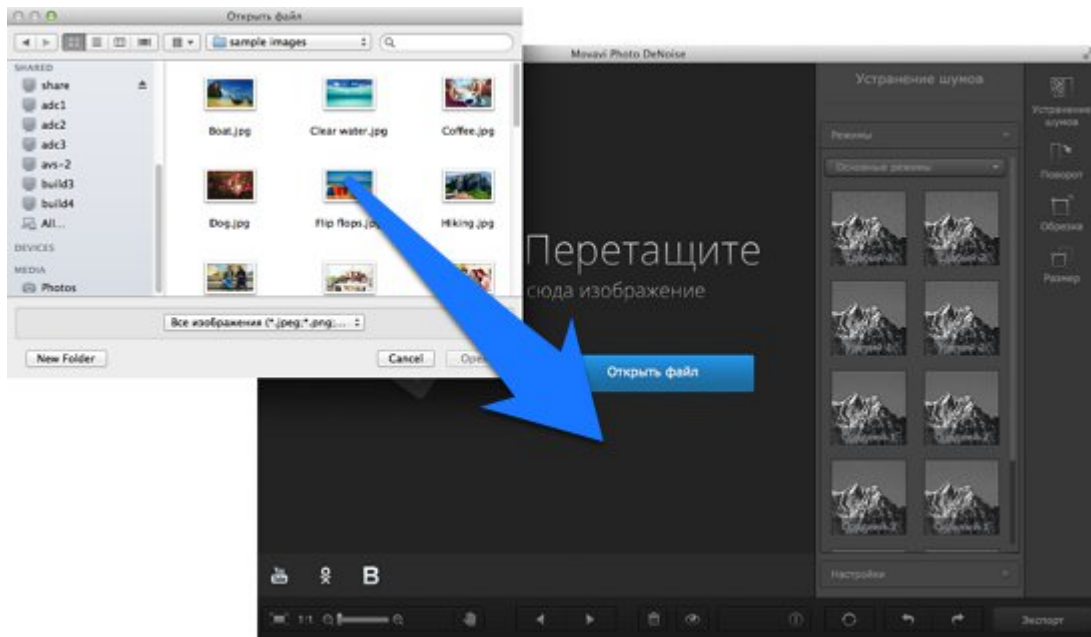 Открыть файл
sample images
SHARED
share
adc1
adc2
adc3
avs-2
build3
build4
All...
DEVICES
MEDIA
Photos
Boat.jpg
Clear water.jpg
Coffee.jpg
Dog.jpg
Flip flops.jpg
Hiking.jpg
Все изображения (*.jpeg;*.png;...
New Folder
Cancel
Movavi Photo DeNoise
Перетащите
сюда изображение
Открыть файл
Устранение шумов
Режимы
Основные режимы
Настройки
Устранение
шумов
Поворот
Обрезка
Размер
B
1:1
Экспорт